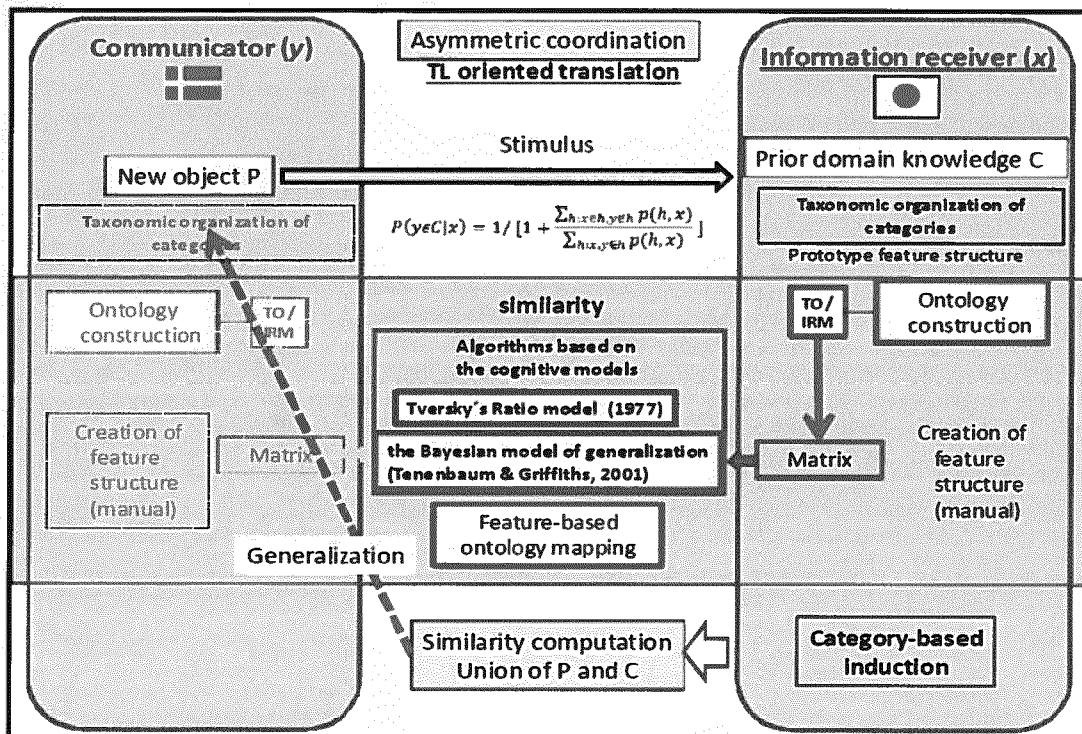 Communicator (y)
New object P
Taxonomic organization of
categories
Ontology
construction
TO/
IRM
Creation of
feature
structure
(manual)
Matrix
Generalization
Asymmetric coordination
TL oriented translation
Stimulus
P(yϵC|x) = 1/ [1 + \frac{∑_{h:x∈h,y∉h} p(h, x)}{∑_{h:x,y∈h} p(h, x)} ]
similarity
Algorithms based on
the cognitive models
Tversky´s Ratio model (1977)
the Bayesian model of generalization
(Tenenbaum & Griffiths, 2001)
Feature-based
ontology mapping
Similarity computation
Union of P and C
Information receiver (x)
Prior domain knowledge C
Taxonomic organization of
categories
Prototype feature structure
TO/
IRM
Ontology
construction
Matrix
Creation of
feature
structure
(manual)
Category-based
induction